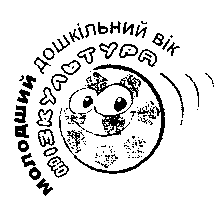 Молодший дошкільний вік
ФІЗКУЛЬТУРА